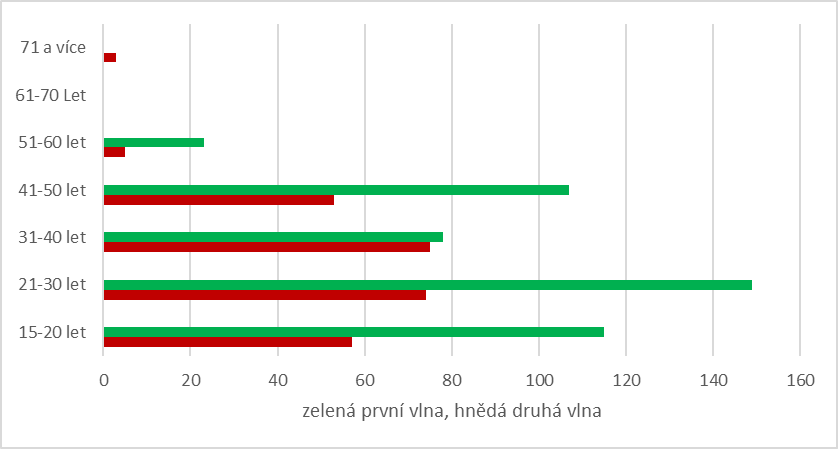 71 a více
61-70 Let
51-60 let
41-50 let
31-40 let
21-30 let
15-20 let
0 20 40 60 80 100 120 140 160
zelená první vlna, hnědá druhá vlna